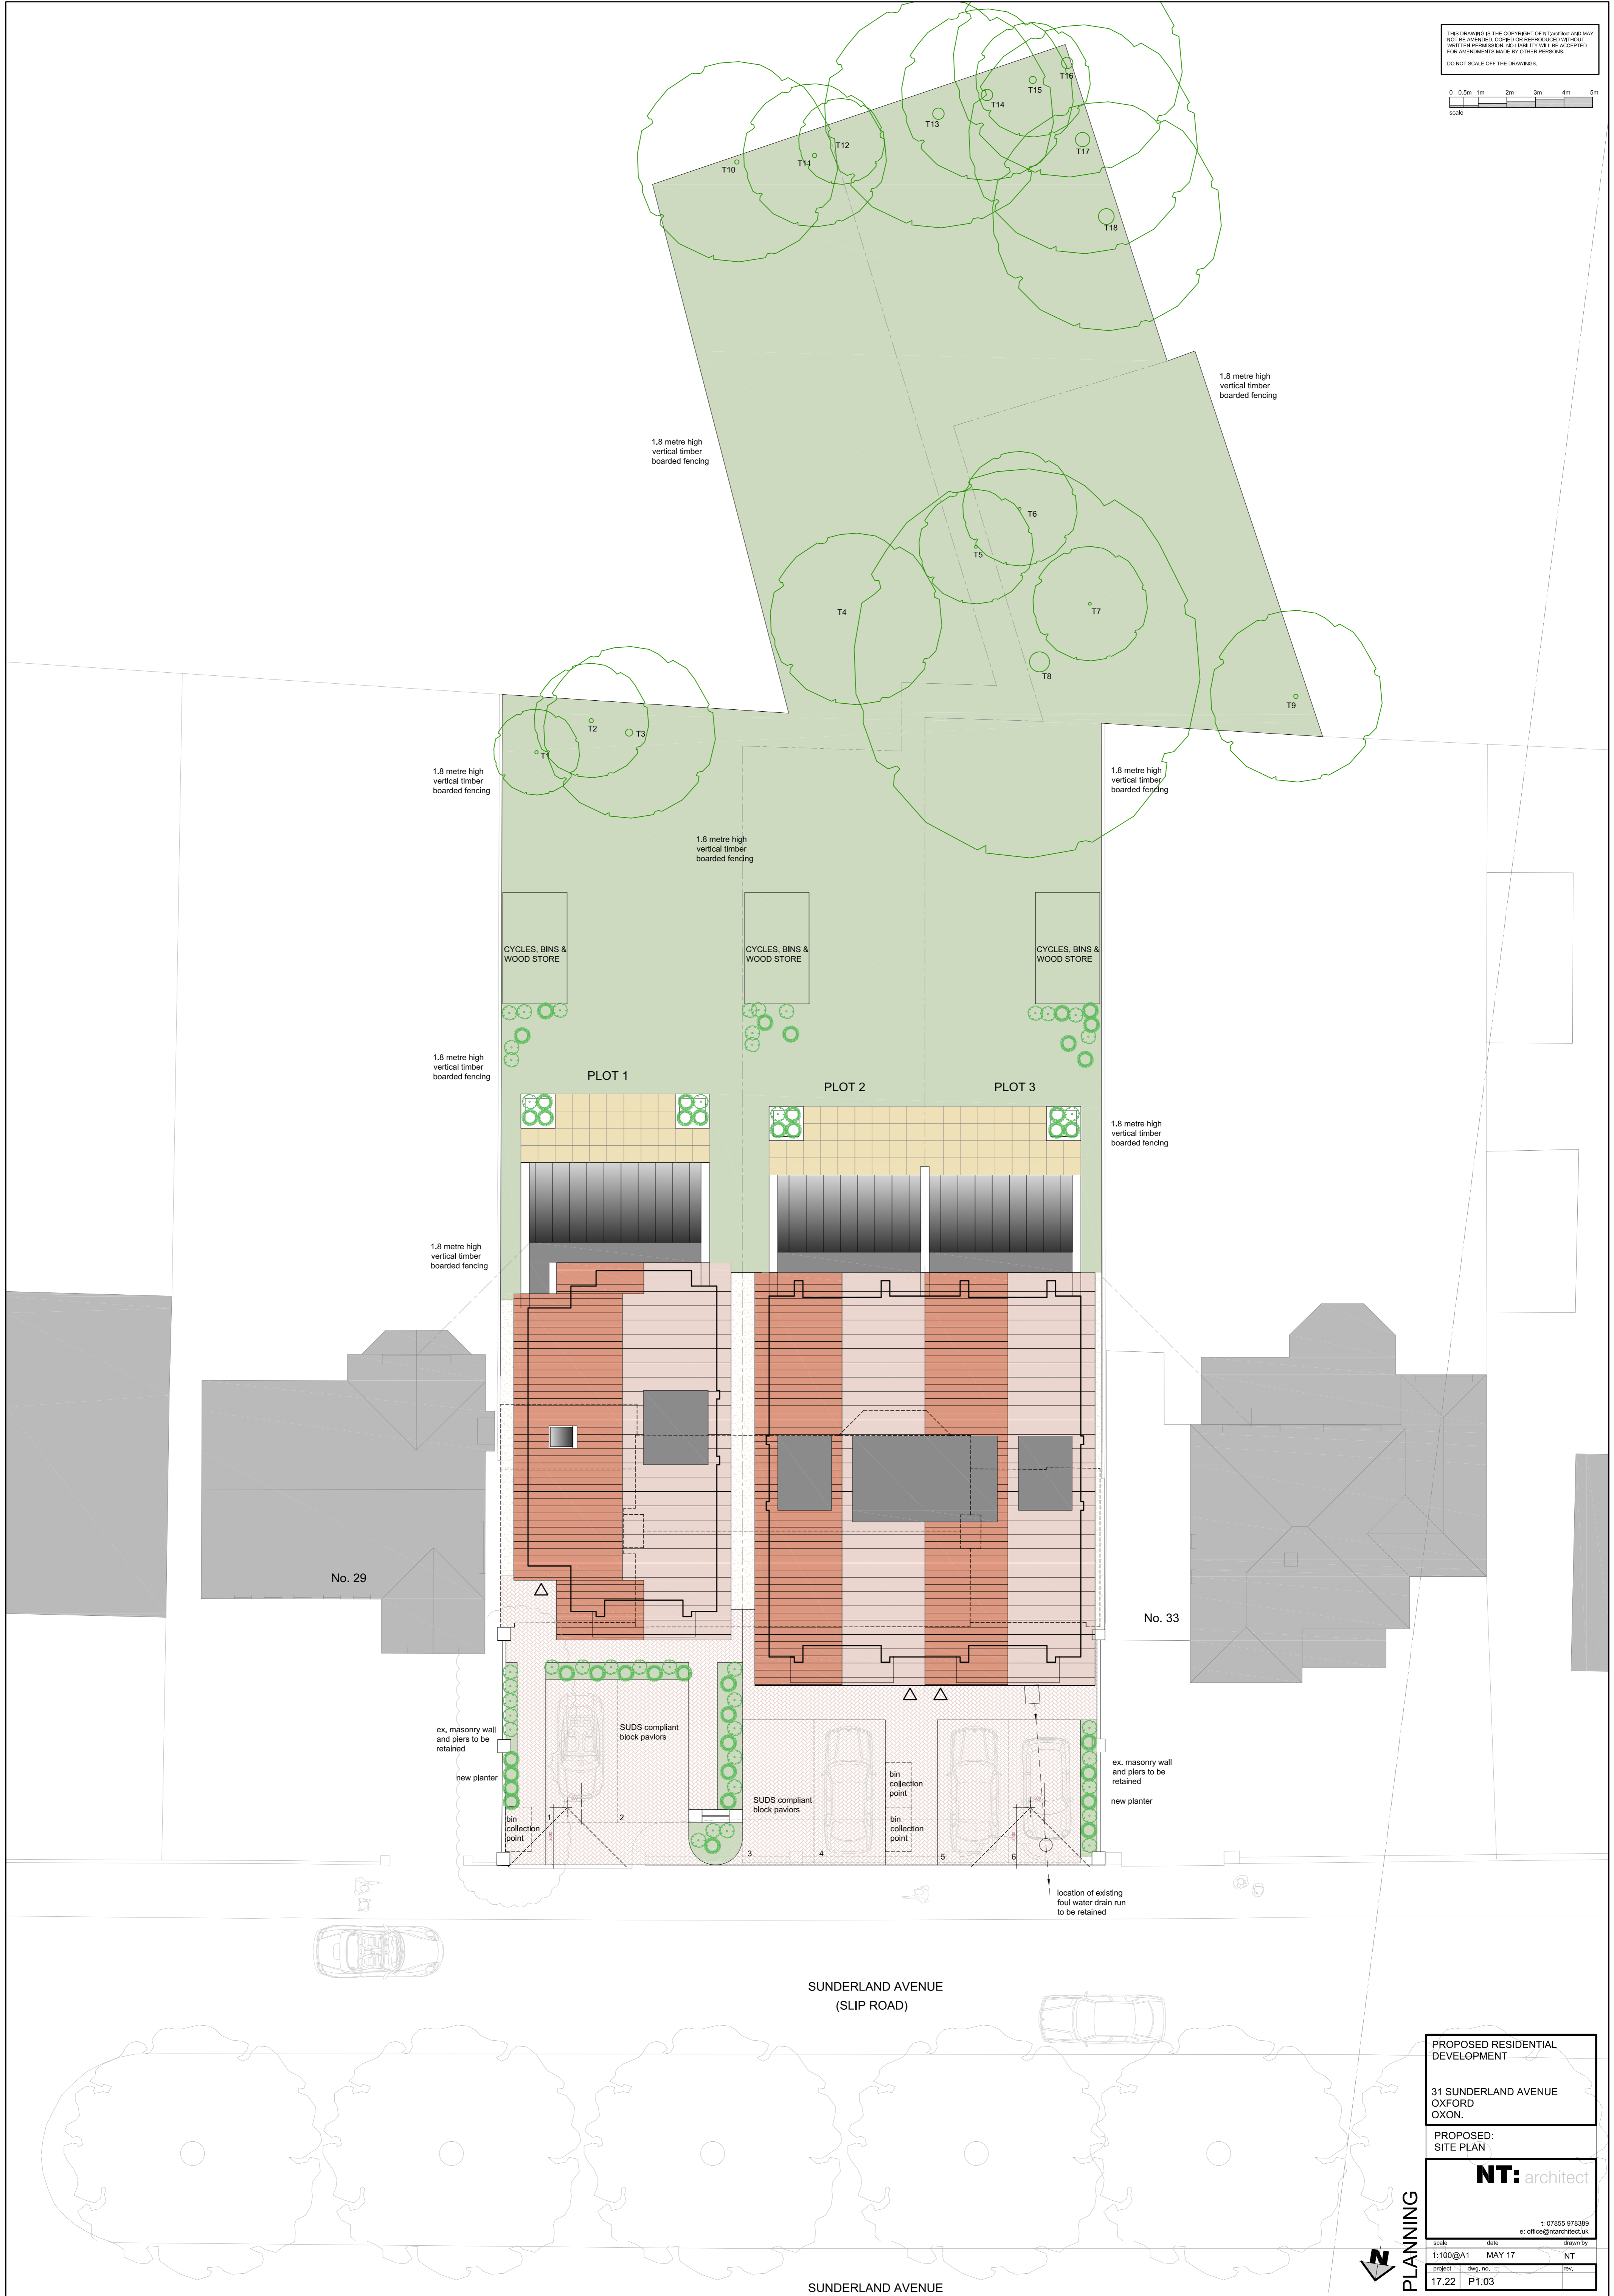 THIS DRAWING IS THE COPYRIGHT OF NT:architect AND MAY
NOT BE AMENDED, COPIED OR REPRODUCED WITHOUT
WRITTEN PERMISSION. NO LIABILITY WILL BE ACCEPTED
FOR AMENDMENTS MADE BY OTHER PERSONS.
DO NOT SCALE OFF THE DRAWINGS.
0 0.5m 1m 2m 3m 4m 5m
scale
T16
T15
T14
T13
T12
T11
T10
T17
T18
1.8 metre high
vertical timber
boarded fencing
1.8 metre high
vertical timber
boarded fencing
T6
T5
T4
T7
T8
T9
T2
T3
T1
1.8 metre high
vertical timber
boarded fencing
1.8 metre high
vertical timber
boarded fencing
1.8 metre high
vertical timber
boarded fencing
CYCLES, BINS &
WOOD STORE
CYCLES, BINS &
WOOD STORE
CYCLES, BINS &
WOOD STORE
1.8 metre high
vertical timber
boarded fencing
PLOT 1
PLOT 2
PLOT 3
1.8 metre high
vertical timber
boarded fencing
1.8 metre high
vertical timber
boarded fencing
No. 29
No. 33
ex. masonry wall
and piers to be
retained
new planter
SUDS compliant
block paviors
bin
collection
point
1
2
SUDS compliant
block paviors
3
4
bin
collection
point
bin
collection
point
5
6
ex. masonry wall
and piers to be
retained
new planter
location of existing
foul water drain run
to be retained
SUNDERLAND AVENUE
(SLIP ROAD)
SUNDERLAND AVENUE
N
PLANNING
PROPOSED RESIDENTIAL
DEVELOPMENT
31 SUNDERLAND AVENUE
OXFORD
OXON.
PROPOSED:
SITE PLAN
NT: architect
t: 07855 978389
e: office@ntarchitect.uk
scale date drawn by
1:100@A1 MAY 17 NT
project dwg. no. rev.
17.22 P1.03